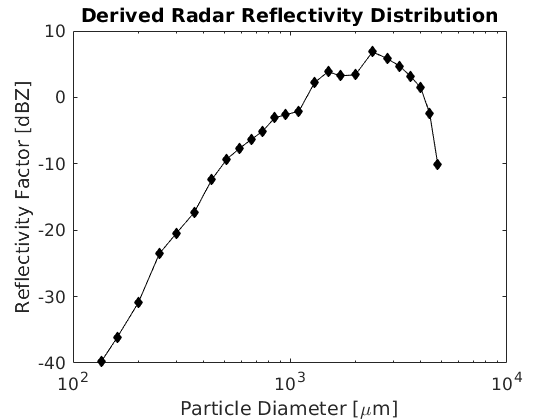 Derived Radar Reflectivity Distribution
10
0
-10
-20
-30
-40
Reflectivity Factor [dBZ]
10² 10³ 10⁴
Particle Diameter [μm]